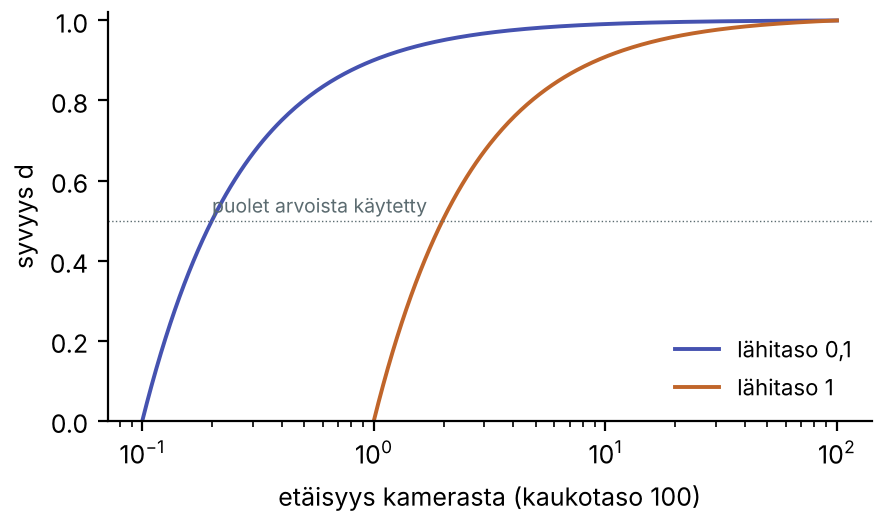 syvyys d
1.0
0.8
0.6
0.4
0.2
0.0
puolet arvoista käytetty
lähitaso 0,1
lähitaso 1
10⁻¹
10⁰
10¹
10²
etäisyys kamerasta (kaukotaso 100)